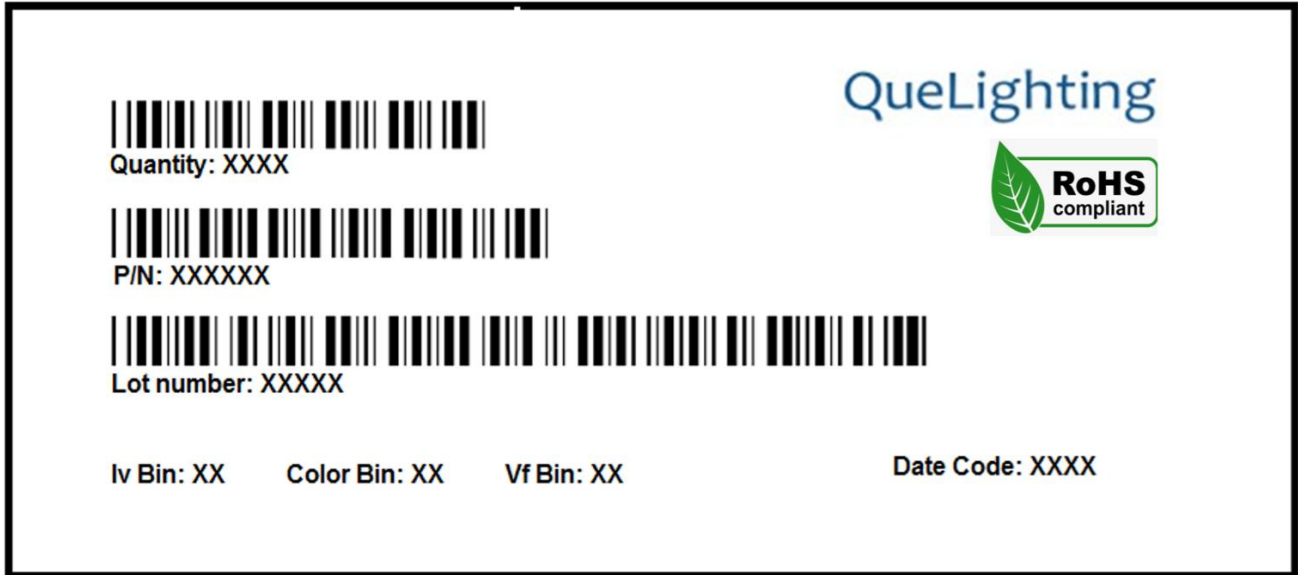 QueLighting
Quantity: XXXX
RoHS
compliant
P/N: XXXXXX
Lot number: XXXXX
Iv Bin: XX Color Bin: XX Vf Bin: XX Date Code: XXXX